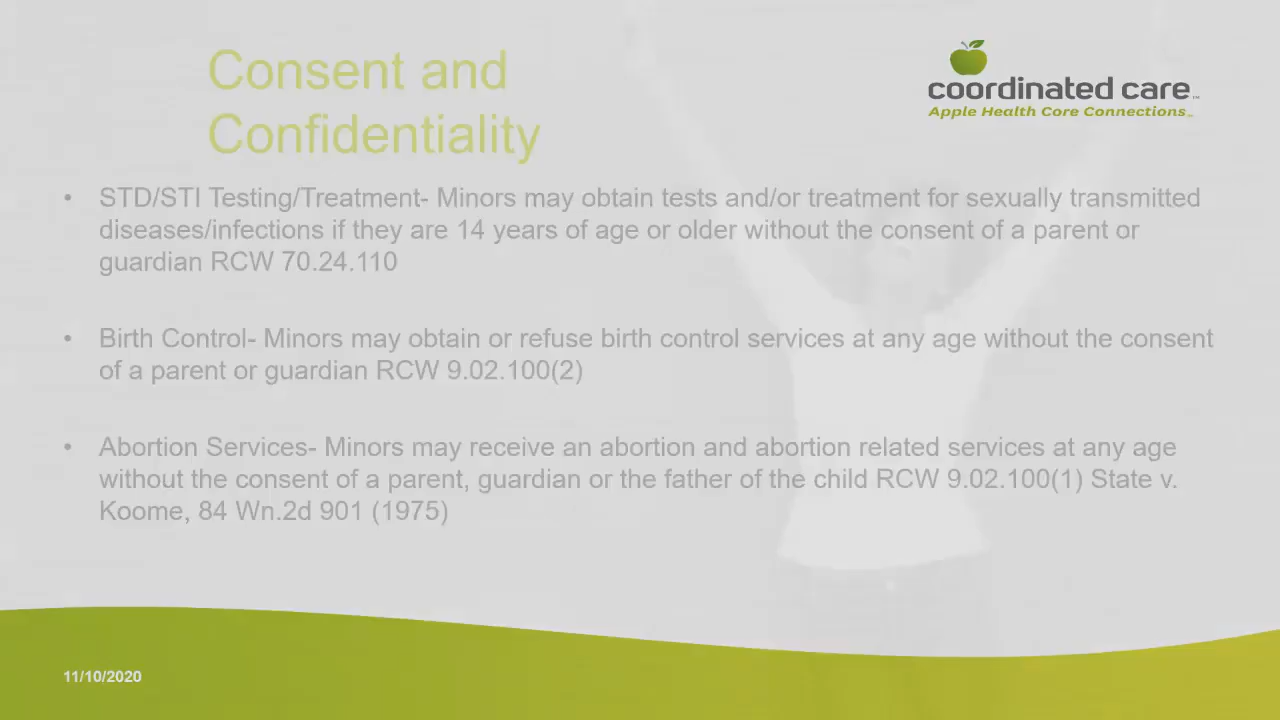 Consent and
Confidentiality
coordinated care™
Apple Health Core Connections™
• STD/STI Testing/Treatment- Minors may obtain tests and/or treatment for sexually transmitted
diseases/infections if they are 14 years of age or older without the consent of a parent or
guardian RCW 70.24.110
• Birth Control- Minors may obtain or refuse birth control services at any age without the consent
of a parent or guardian RCW 9.02.100(2)
• Abortion Services- Minors may receive an abortion and abortion related services at any age
without the consent of a parent, guardian or the father of the child RCW 9.02.100(1) State v.
Koome, 84 Wn.2d 901 (1975)
11/10/2020